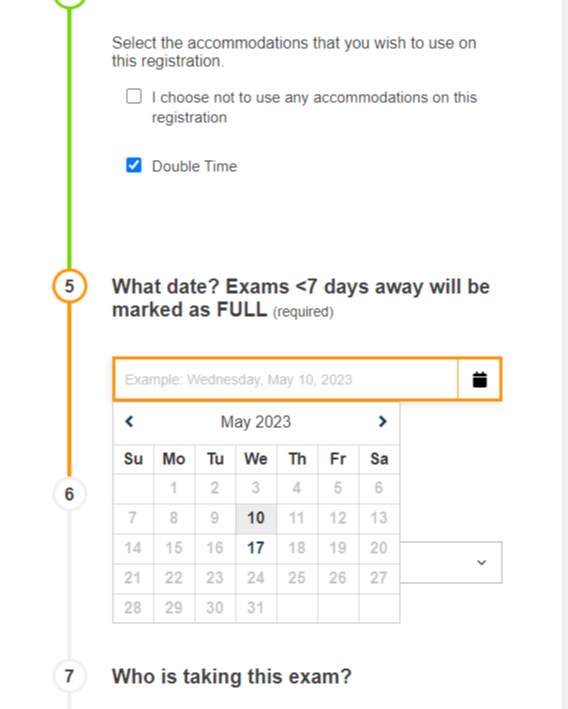 Select the accommodations that you wish to use on
this registration.
I choose not to use any accommodations on this
registration
Double Time
5
What date? Exams <7 days away will be
marked as FULL (required)
Example: Wednesday, May 10, 2023
May 2023
Su Mo Tu We Th Fr Sa
1 2 3 4 5 6
7 8 9 10 11 12 13
14 15 16 17 18 19 20
21 22 23 24 25 26 27
28 29 30 31
6
7
Who is taking this exam?